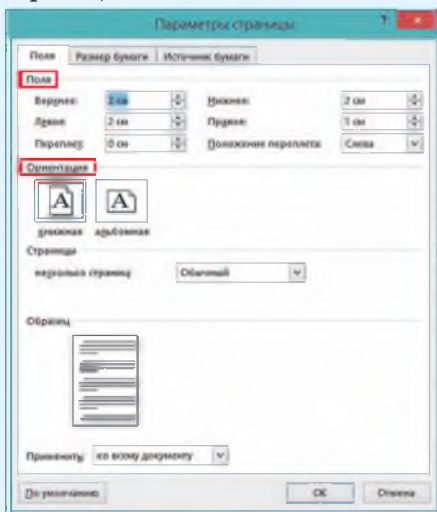 Параметры страницы
Поля Размер бумаги Источник бумаги
Поля
Верхнее: 2 см Нижнее: 2 см
Левое: 2 см Правое: 1 см
Переплет: 0 см Положение переплета: Слева
Ориентация
книжная альбомная
Страницы
несколько страниц: Обычный
Образец
Применить: ко всему документу
По умолчанию ОК Отмена